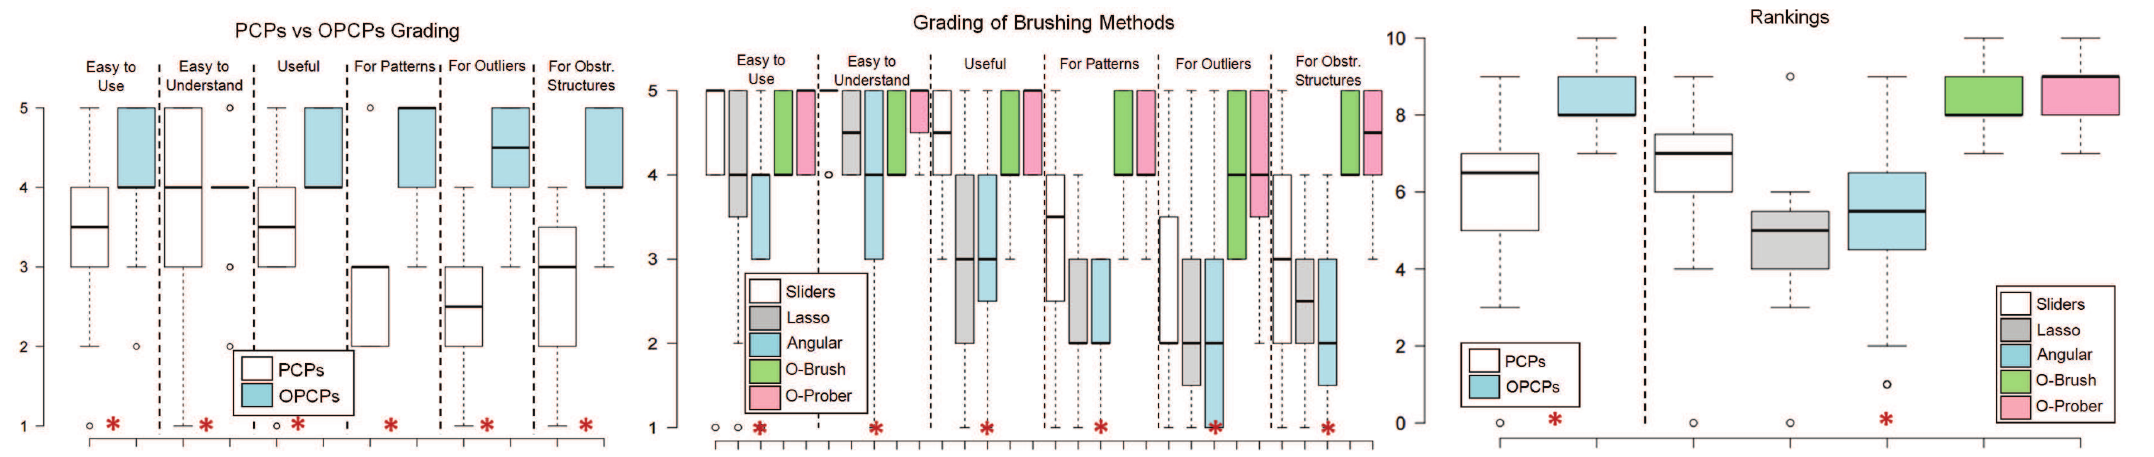 PCPs vs OPCPs Grading
Easy to
Use
Easy to
Understand
Useful
For Patterns
For Outliers
For Obstr.
Structures
5
4
3
2
1
PCPs
OPCPs
* * * * * *
Grading of Brushing Methods
Easy to
Use
Easy to
Understand
Useful
For Patterns
For Outliers
For Obstr.
Structures
5
4
3
2
1
Sliders
Lasso
Angular
O-Brush
O-Prober
* * * * * *
Rankings
10
8
6
4
2
0
PCPs
OPCPs
Sliders
Lasso
Angular
O-Brush
O-Prober
* *